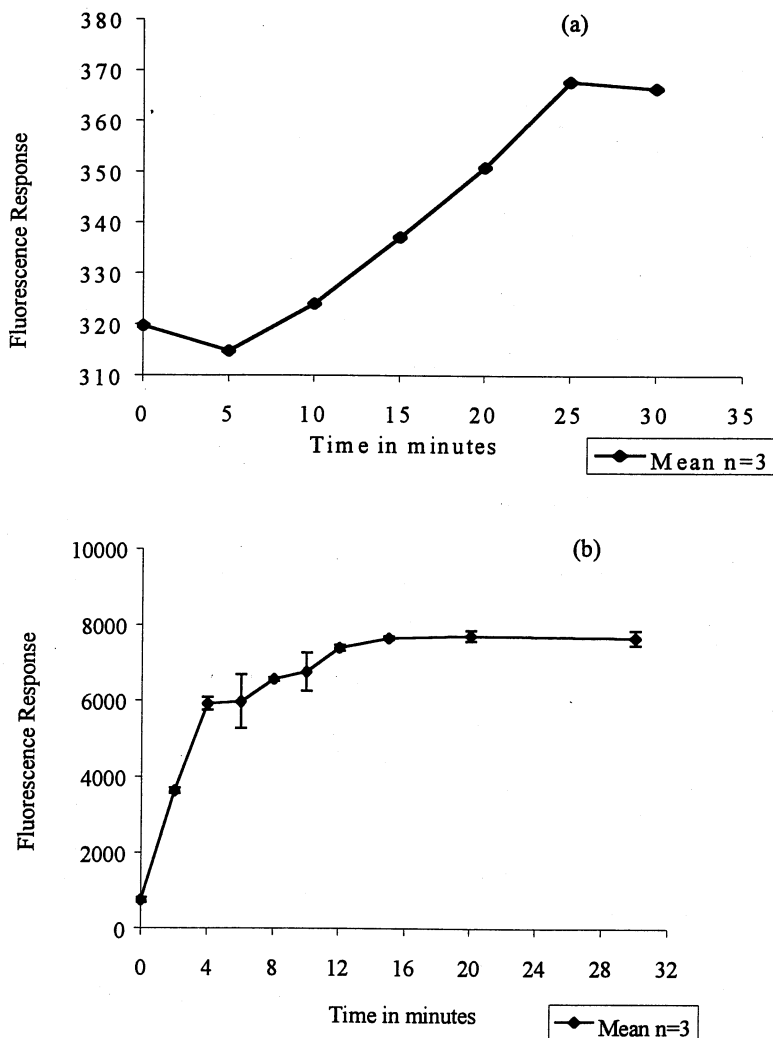 (a)
Fluorescence Response
380
370
360
350
340
330
320
310
0 5 10 15 20 25 30 35
Time in minutes
Mean n=3
(b)
Fluorescence Response
10000
8000
6000
4000
2000
0
0 4 8 12 16 20 24 28 32
Time in minutes
Mean n=3